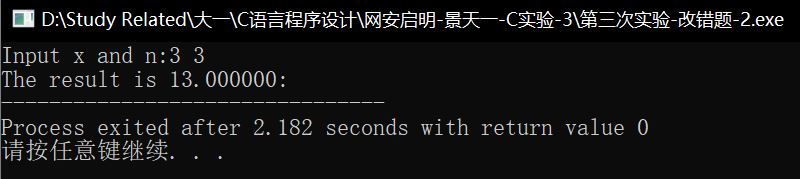 D:\Study Related\大一\C语言程序设计\网安启明-景天一-C实验-3\第三次实验-改错题-2.exe
Input x and n:3 3
The result is 13.000000:
--------------------------------
Process exited after 2.182 seconds with return value 0
请按任意键继续. . .